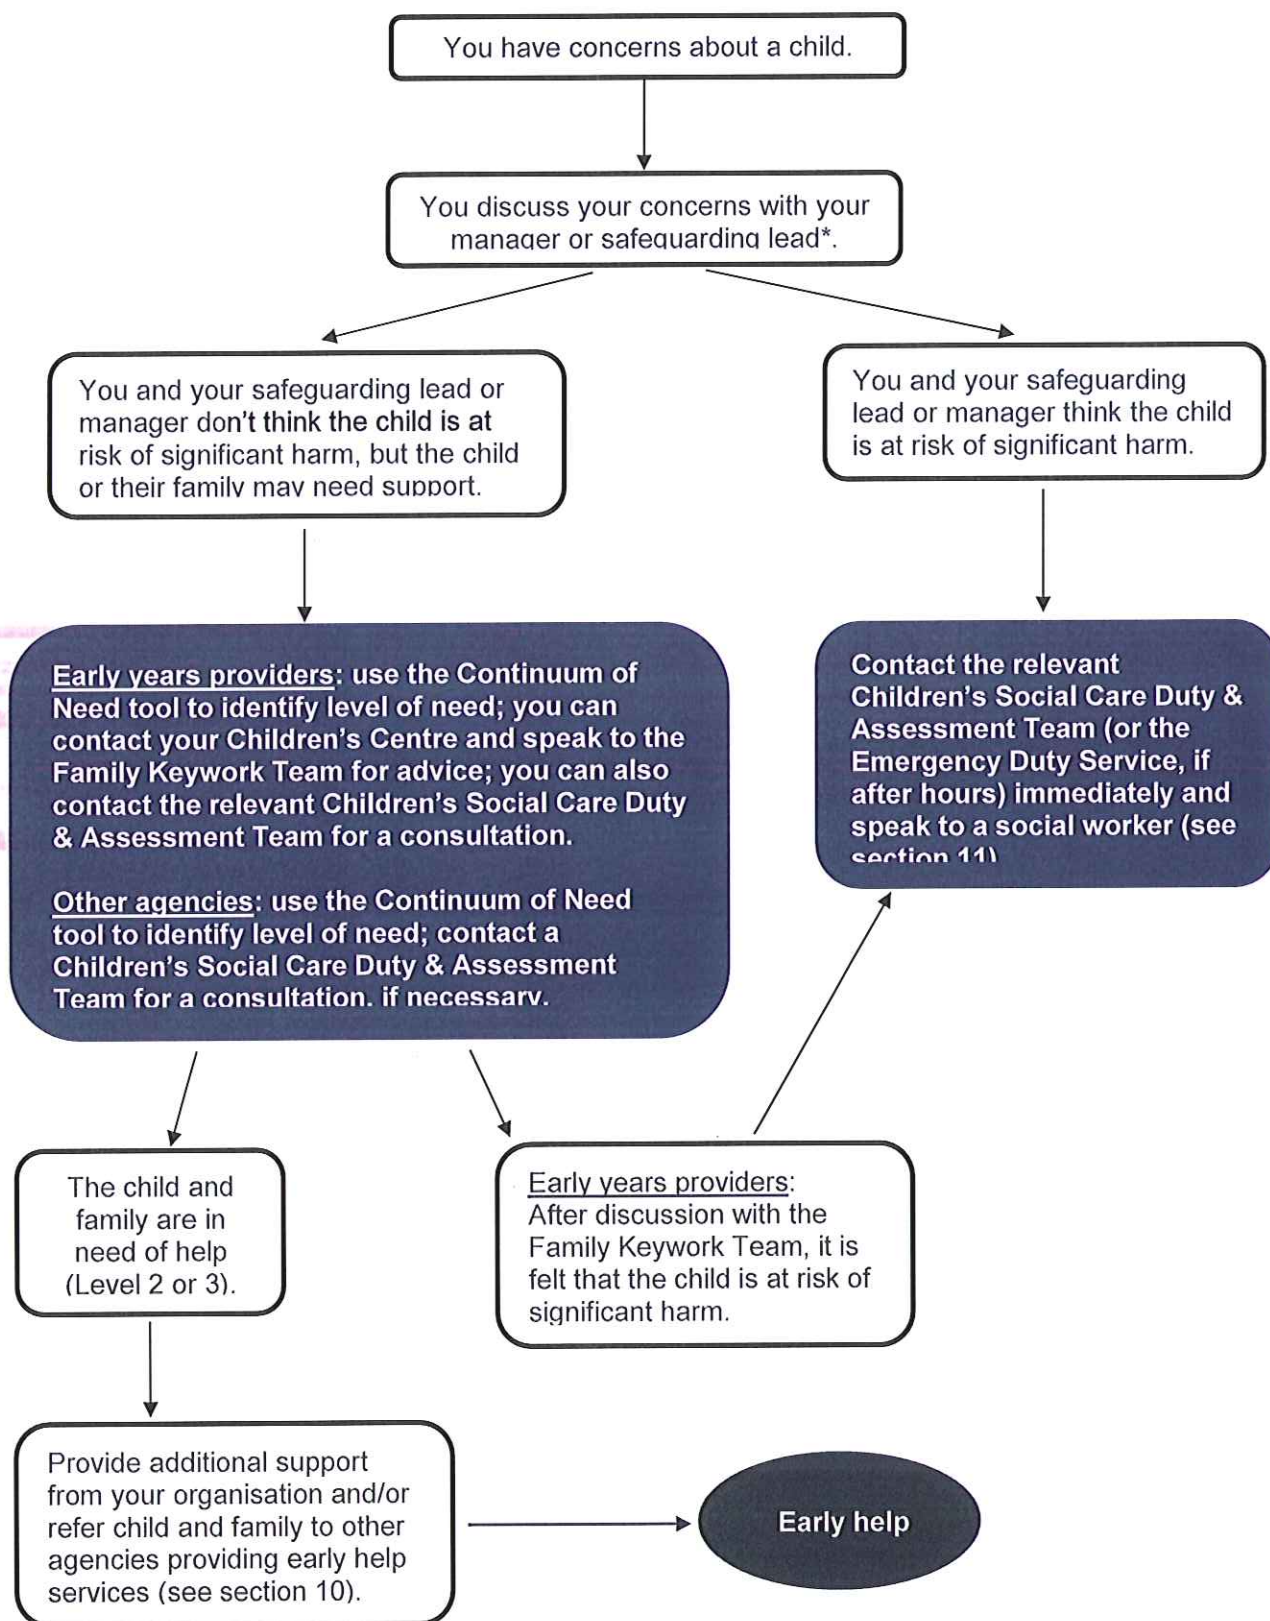 You have concerns about a child.
You discuss your concerns with your
manager or safeguarding lead*.
You and your safeguarding lead or
manager don't think the child is at
risk of significant harm, but the child
or their family may need support.
You and your safeguarding
lead or manager think the child
is at risk of significant harm.
Early years providers: use the Continuum of
Need tool to identify level of need; you can
contact your Children's Centre and speak to the
Family Keywork Team for advice; you can also
contact the relevant Children's Social Care Duty
& Assessment Team for a consultation.
Other agencies: use the Continuum of Need
tool to identify level of need; contact a
Children's Social Care Duty & Assessment
Team for a consultation, if necessary.
Contact the relevant
Children's Social Care Duty &
Assessment Team (or the
Emergency Duty Service, if
after hours) immediately and
speak to a social worker (see
section 11)
The child and
family are in
need of help
(Level 2 or 3).
Early years providers:
After discussion with the
Family Keywork Team, it is
felt that the child is at risk of
significant harm.
Provide additional support
from your organisation and/or
refer child and family to other
agencies providing early help
services (see section 10).
Early help